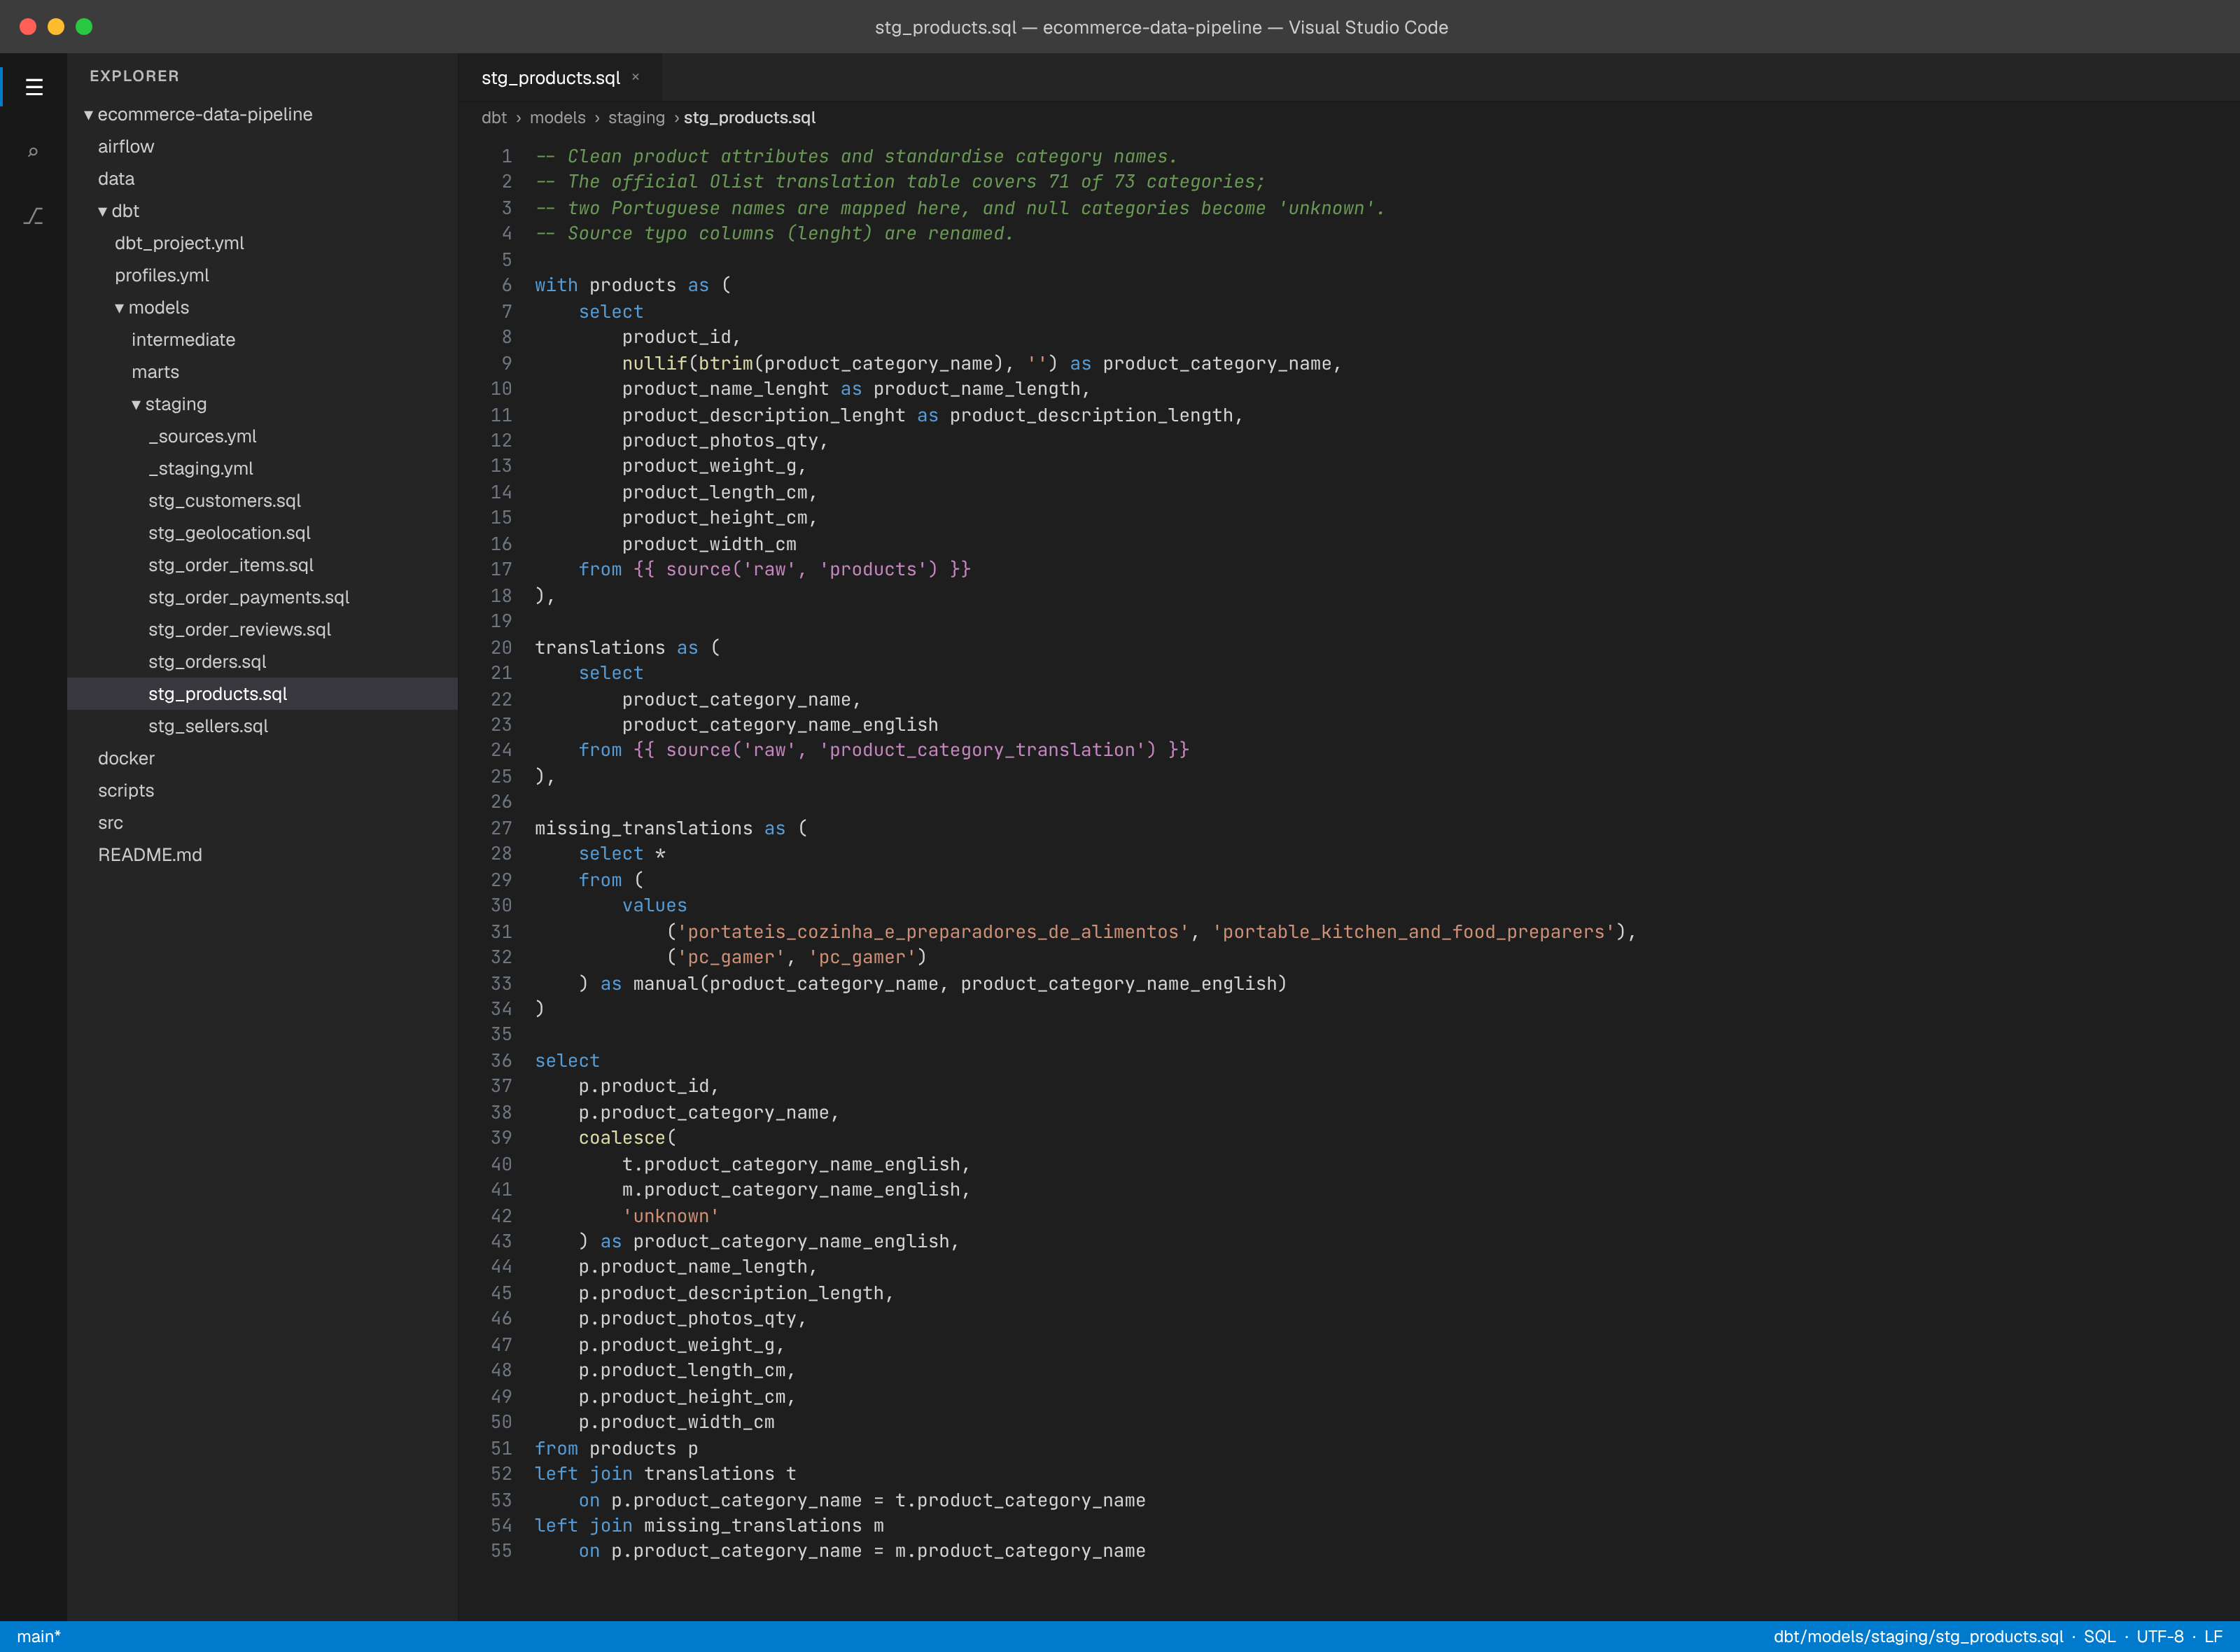 stg_products.sql — ecommerce-data-pipeline — Visual Studio Code
EXPLORER
▾ ecommerce-data-pipeline
airflow
data
▾ dbt
dbt_project.yml
profiles.yml
▾ models
intermediate
marts
▾ staging
_sources.yml
_staging.yml
stg_customers.sql
stg_geolocation.sql
stg_order_items.sql
stg_order_payments.sql
stg_order_reviews.sql
stg_orders.sql
stg_products.sql
stg_sellers.sql
docker
scripts
src
README.md
stg_products.sql ×
dbt › models › staging › stg_products.sql
1 -- Clean product attributes and standardise category names.
2 -- The official Olist translation table covers 71 of 73 categories;
3 -- two Portuguese names are mapped here, and null categories become 'unknown'.
4 -- Source typo columns (lenght) are renamed.
5
6 with products as (
7     select
8         product_id,
9         nullif(btrim(product_category_name), '') as product_category_name,
10         product_name_lenght as product_name_length,
11         product_description_lenght as product_description_length,
12         product_photos_qty,
13         product_weight_g,
14         product_length_cm,
15         product_height_cm,
16         product_width_cm
17     from {{ source('raw', 'products') }}
18 ),
19
20 translations as (
21     select
22         product_category_name,
23         product_category_name_english
24     from {{ source('raw', 'product_category_translation') }}
25 ),
26
27 missing_translations as (
28     select *
29     from (
30         values
31             ('portateis_cozinha_e_preparadores_de_alimentos', 'portable_kitchen_and_food_preparers'),
32             ('pc_gamer', 'pc_gamer')
33     ) as manual(product_category_name, product_category_name_english)
34 )
35
36 select
37     p.product_id,
38     p.product_category_name,
39     coalesce(
40         t.product_category_name_english,
41         m.product_category_name_english,
42         'unknown'
43     ) as product_category_name_english,
44     p.product_name_length,
45     p.product_description_length,
46     p.product_photos_qty,
47     p.product_weight_g,
48     p.product_length_cm,
49     p.product_height_cm,
50     p.product_width_cm
51 from products p
52 left join translations t
53     on p.product_category_name = t.product_category_name
54 left join missing_translations m
55     on p.product_category_name = m.product_category_name
main*
dbt/models/staging/stg_products.sql · SQL · UTF-8 · LF